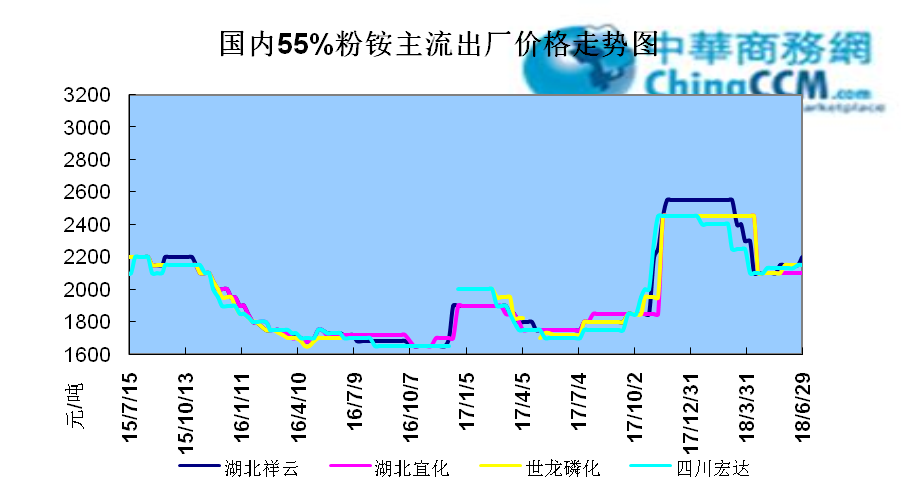 国内55%粉铵主流出厂价格走势图
中華商務網
ChinaCCM.com
marketplace
3200
3000
2800
2600
2400
2200
2000
1800
1600
元/吨
15/7/15
15/10/13
16/1/11
16/4/10
16/7/9
16/10/7
17/1/5
17/4/5
17/7/4
17/10/2
17/12/31
18/3/31
18/6/29
湖北祥云
湖北宜化
世龙磷化
四川宏达